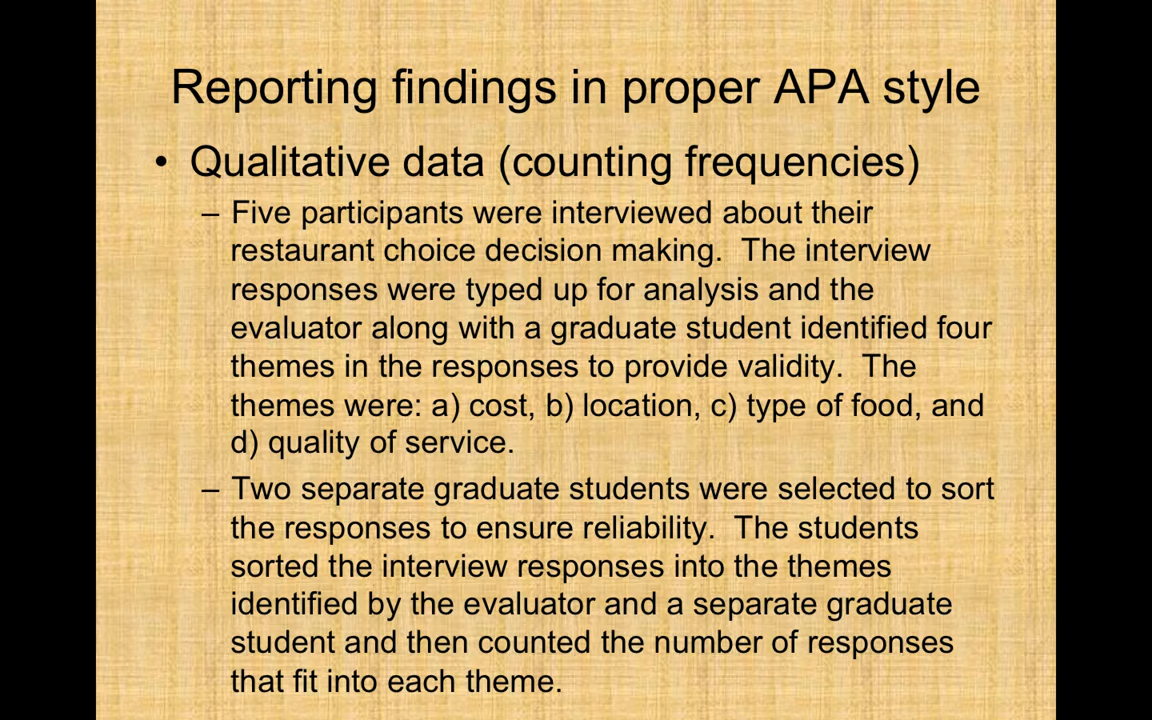 Reporting findings in proper APA style
• Qualitative data (counting frequencies)
– Five participants were interviewed about their
restaurant choice decision making.  The interview
responses were typed up for analysis and the
evaluator along with a graduate student identified four
themes in the responses to provide validity.  The
themes were: a) cost, b) location, c) type of food, and
d) quality of service.
– Two separate graduate students were selected to sort
the responses to ensure reliability.  The students
sorted the interview responses into the themes
identified by the evaluator and a separate graduate
student and then counted the number of responses
that fit into each theme.